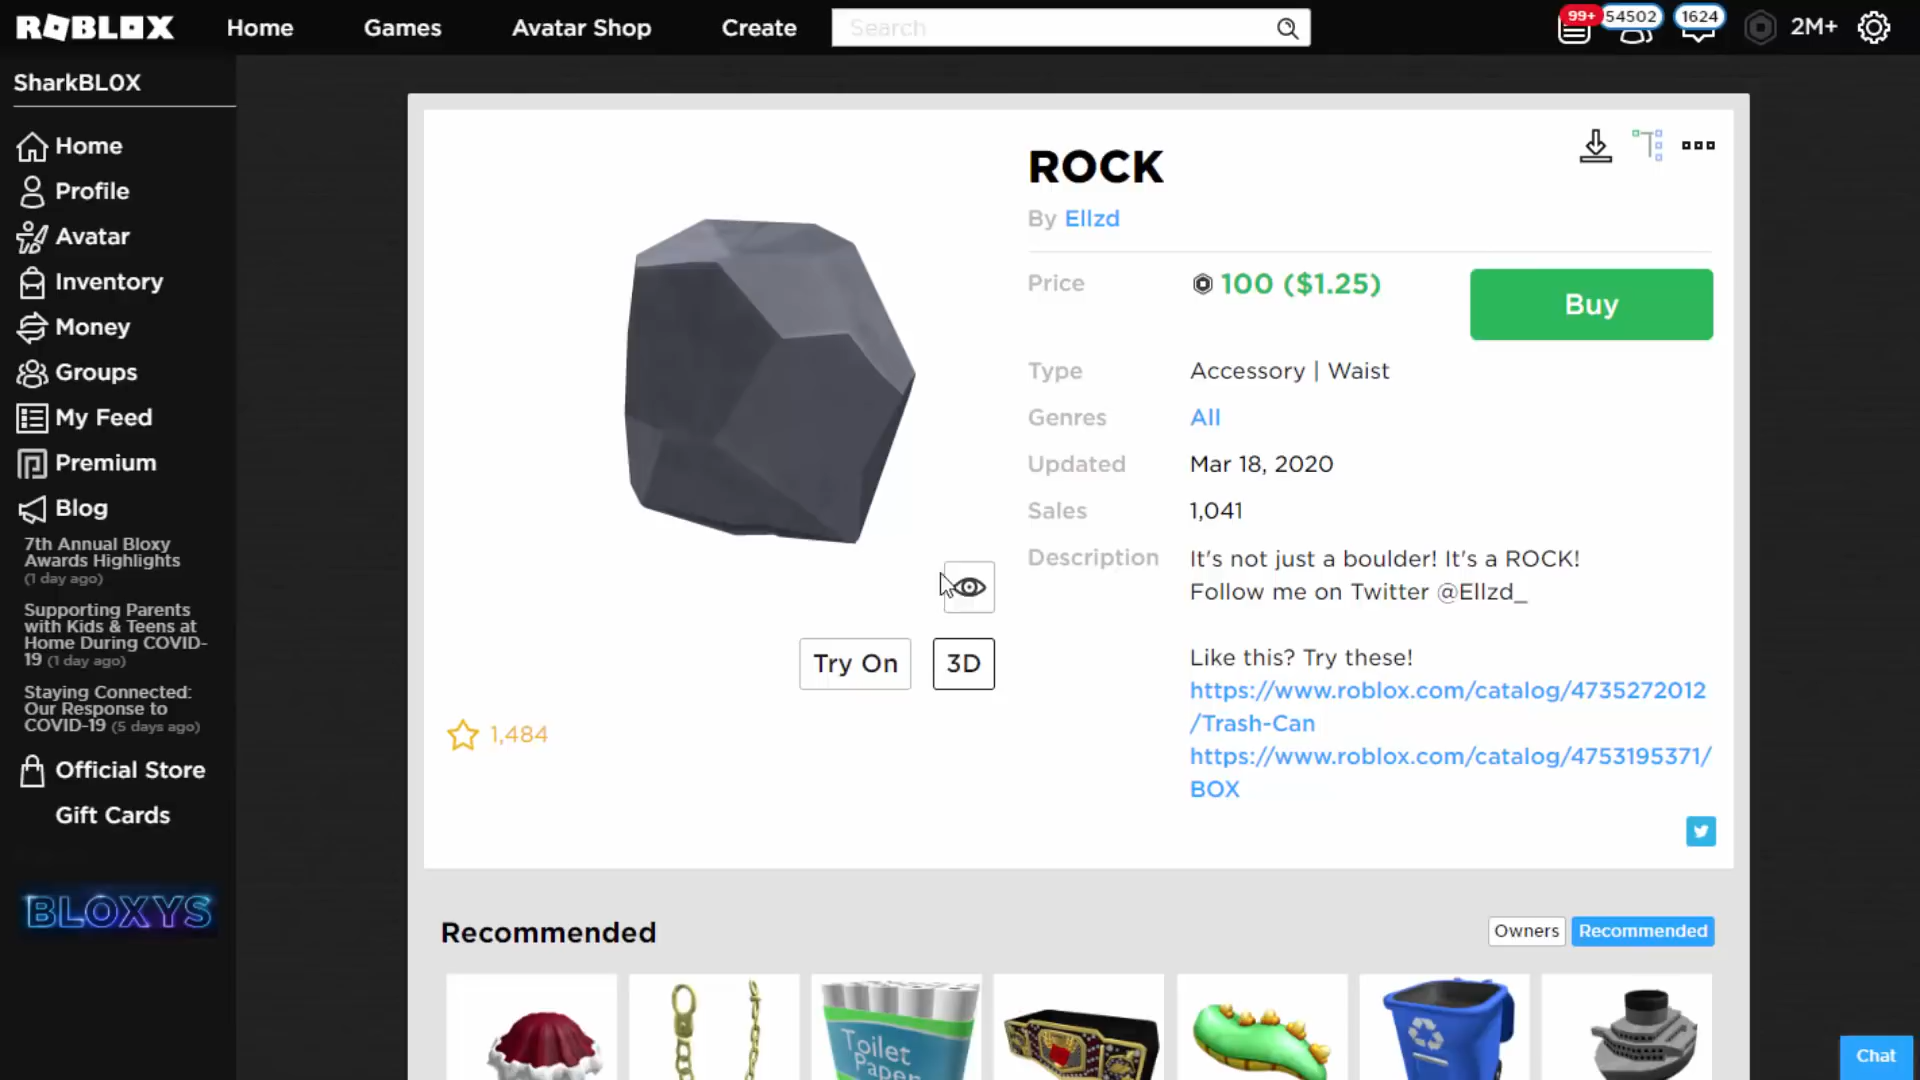 ROBLOX
Home
Games
Avatar Shop
Create
Search
99+
54502
1624
2M+
SharkBL0X
Home
Profile
Avatar
Inventory
Money
Groups
My Feed
Premium
Blog
7th Annual Bloxy
Awards Highlights
(1 day ago)
Supporting Parents
with Kids & Teens at
Home During COVID-
19 (1 day ago)
Staying Connected:
Our Response to
COVID-19 (5 days ago)
Official Store
Gift Cards
BLOXYS
ROCK
By Ellzd
Price
100 ($1.25)
Buy
Type
Accessory | Waist
Genres
All
Updated
Mar 18, 2020
Sales
1,041
Description
It's not just a boulder! It's a ROCK!
Follow me on Twitter @Ellzd_
Like this? Try these!
https://www.roblox.com/catalog/4735272012
/Trash-Can
https://www.roblox.com/catalog/4753195371/
BOX
Try On
3D
1,484
Recommended
Owners
Recommended
Toilet
Paper
Chat